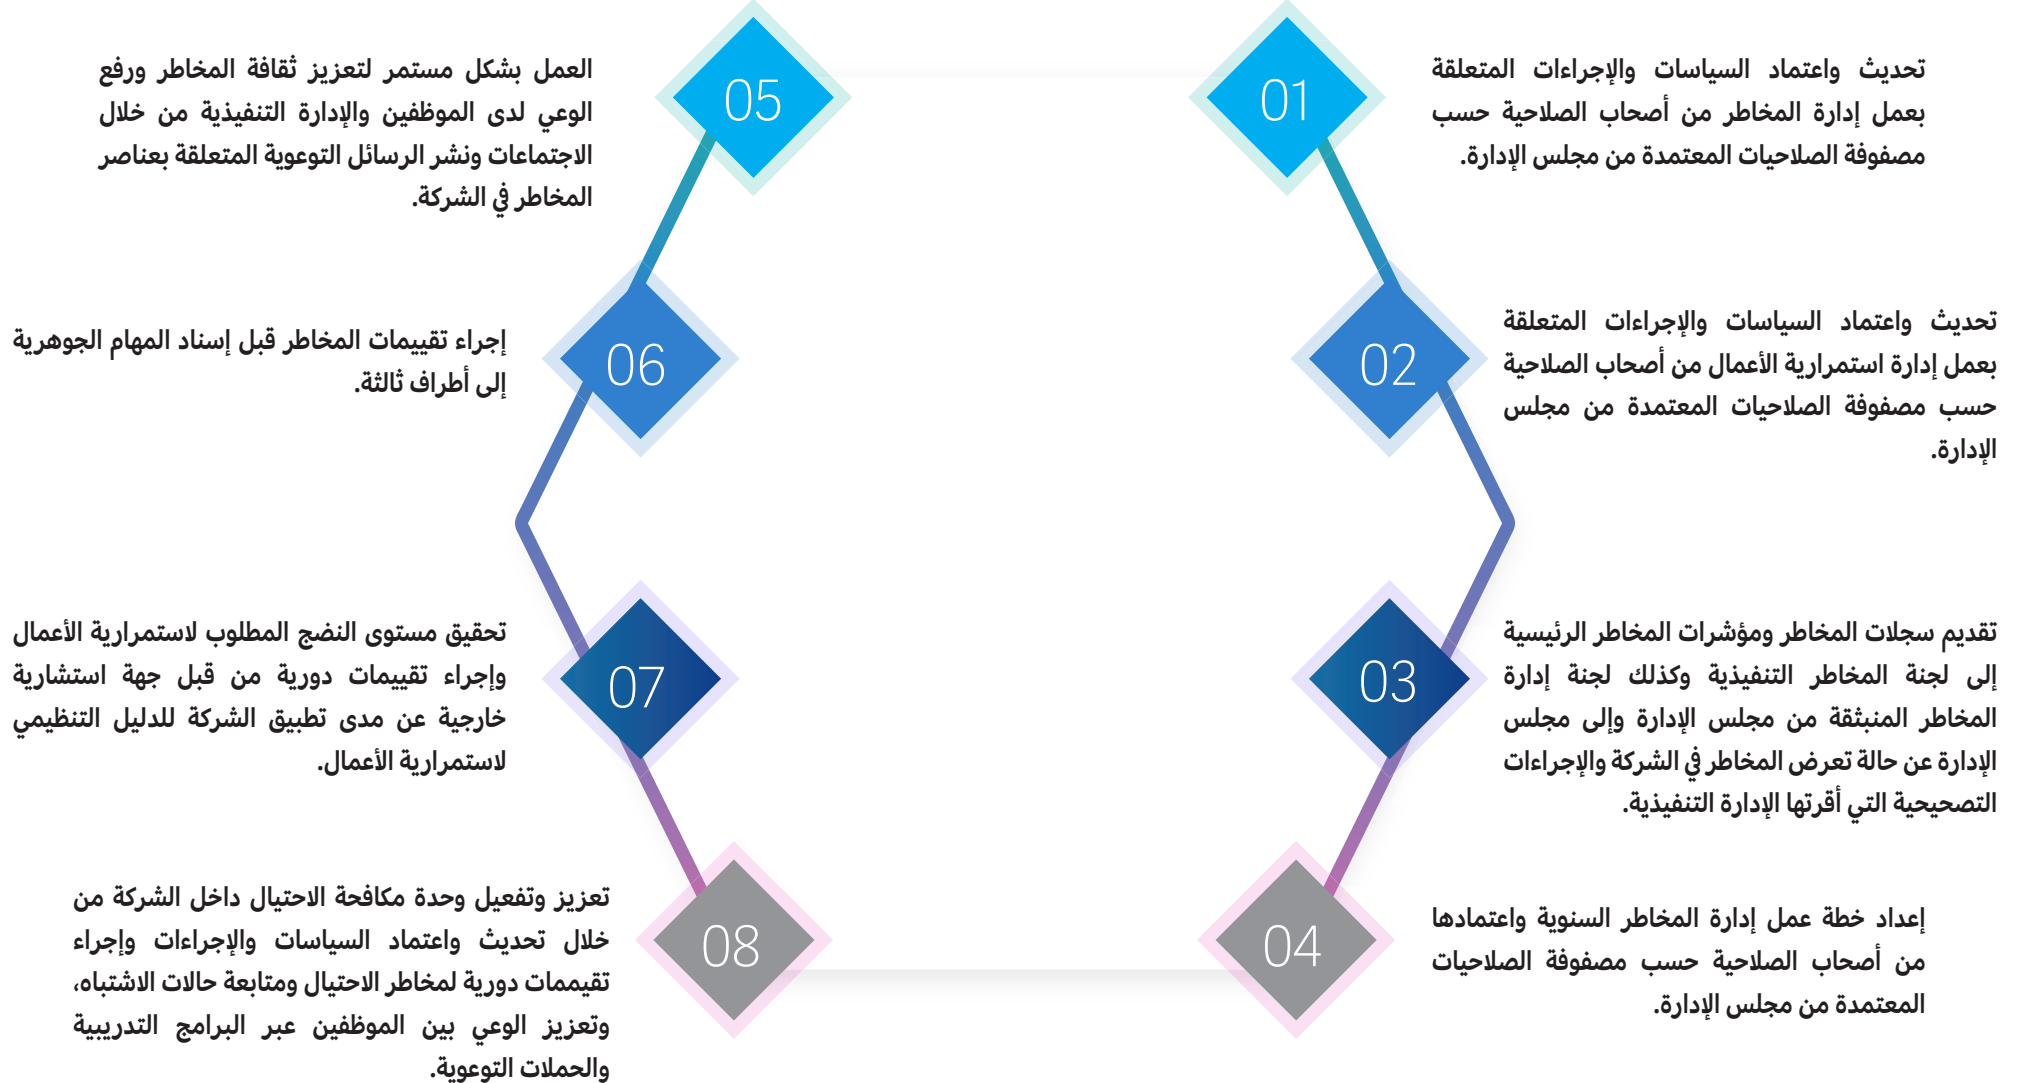 01
تحديث واعتماد السياسات والإجراءات المتعلقة
بعمل إدارة المخاطر من أصحاب الصلاحية حسب
مصفوفة الصلاحيات المعتمدة من مجلس الإدارة.
02
تحديث واعتماد السياسات والإجراءات المتعلقة
بعمل إدارة استمرارية الأعمال من أصحاب الصلاحية
حسب مصفوفة الصلاحيات المعتمدة من مجلس
الإدارة.
03
تقديم سجلات المخاطر ومؤشرات المخاطر الرئيسية
إلى لجنة المخاطر التنفيذية وكذلك لجنة إدارة
المخاطر المنبثقة من مجلس الإدارة وإلى مجلس
الإدارة عن حالة تعرض المخاطر في الشركة والإجراءات
التصحيحية التي أقرتها الإدارة التنفيذية.
04
إعداد خطة عمل إدارة المخاطر السنوية واعتمادها
من أصحاب الصلاحية حسب مصفوفة الصلاحيات
المعتمدة من مجلس الإدارة.
05
العمل بشكل مستمر لتعزيز ثقافة المخاطر ورفع
الوعي لدى الموظفين والإدارة التنفيذية من خلال
الاجتماعات ونشر الرسائل التوعوية المتعلقة بعناصر
المخاطر في الشركة.
06
إجراء تقييمات المخاطر قبل إسناد المهام الجوهرية
إلى أطراف ثالثة.
07
تحقيق مستوى النضج المطلوب لاستمرارية الأعمال
وإجراء تقييمات دورية من قبل جهة استشارية
خارجية عن مدى تطبيق الشركة للدليل التنظيمي
لاستمرارية الأعمال.
08
تعزيز وتفعيل وحدة مكافحة الاحتيال داخل الشركة من
خلال تحديث واعتماد السياسات والإجراءات وإجراء
تقيممات دورية لمخاطر الاحتيال ومتابعة حالات الاشتباه،
وتعزيز الوعي بين الموظفين عبر البرامج التدريبية
والحملات التوعوية.